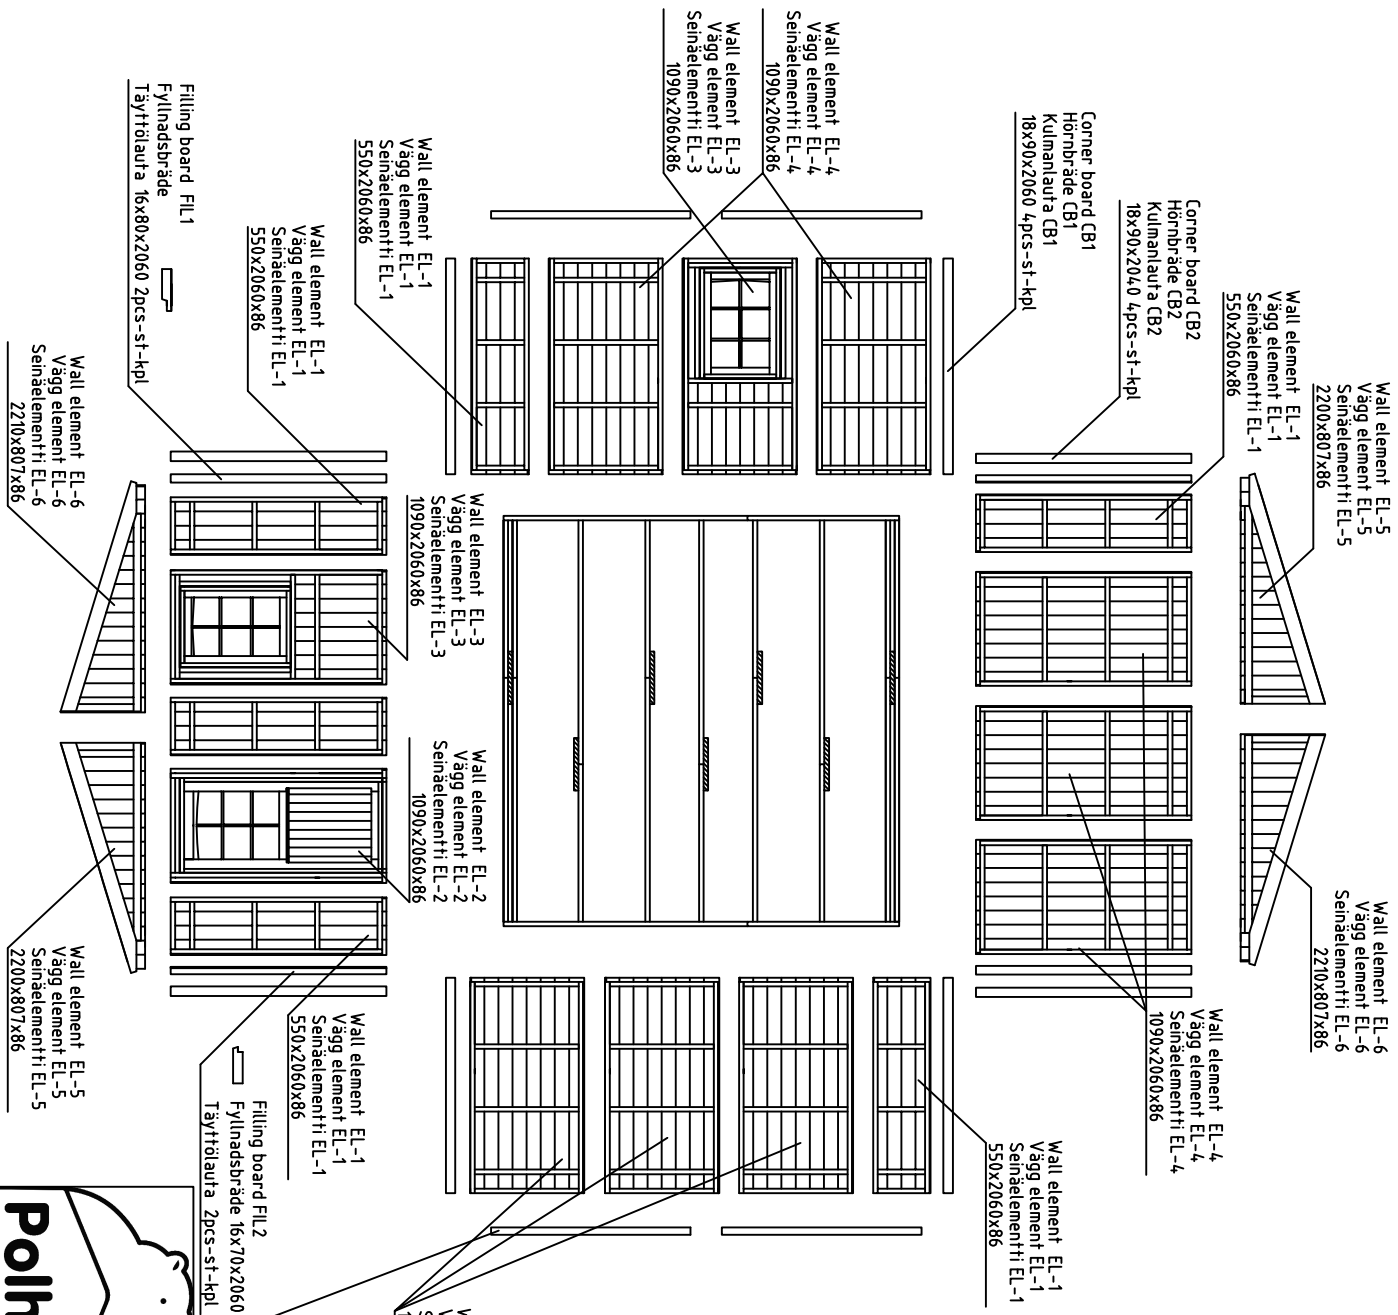 Wall element EL-5
Vägg element EL-5
Seinäelementti EL-5
2200x807x86
Wall element EL-6
Vägg element EL-6
Seinäelementti EL-6
2210x807x86
Wall element EL-1
Vägg element EL-1
Seinäelementti EL-1
550x2060x86
Corner board CB2
Hörnbräde CB2
Kulmanlauta CB2
18x90x2040 4pcs-st-kpl
Wall element EL-4
Vägg element EL-4
Seinäelementti EL-4
1090x2060x86
Corner board CB1
Hörnbräde CB1
Kulmanlauta CB1
18x90x2060 4pcs-st-kpl
Wall element EL-1
Vägg element EL-1
Seinäelementti EL-1
550x2060x86
Wall element EL-4
Vägg element EL-4
Seinäelementti EL-4
1090x2060x86
Wall element EL-3
Vägg element EL-3
Seinäelementti EL-3
1090x2060x86
Wall element EL-3
Vägg element EL-3
Seinäelementti EL-3
1090x2060x86
Wall element EL-2
Vägg element EL-2
Seinäelementti EL-2
1090x2060x86
Wall element EL-1
Vägg element EL-1
Seinäelementti EL-1
550x2060x86
Wall element EL-1
Vägg element EL-1
Seinäelementti EL-1
550x2060x86
Wall element EL-1
Vägg element EL-1
Seinäelementti EL-1
550x2060x86
Filling board FIL1
Fyllnadsbräde
Täyttölauta 16x80x2060 2pcs-st-kpl
Filling board FIL2
Fyllnadsbräde 16x70x2060
Täyttölauta 2pcs-st-kpl
Wall element EL-6
Vägg element EL-6
Seinäelementti EL-6
2210x807x86
Wall element EL-5
Vägg element EL-5
Seinäelementti EL-5
2200x807x86
Polh